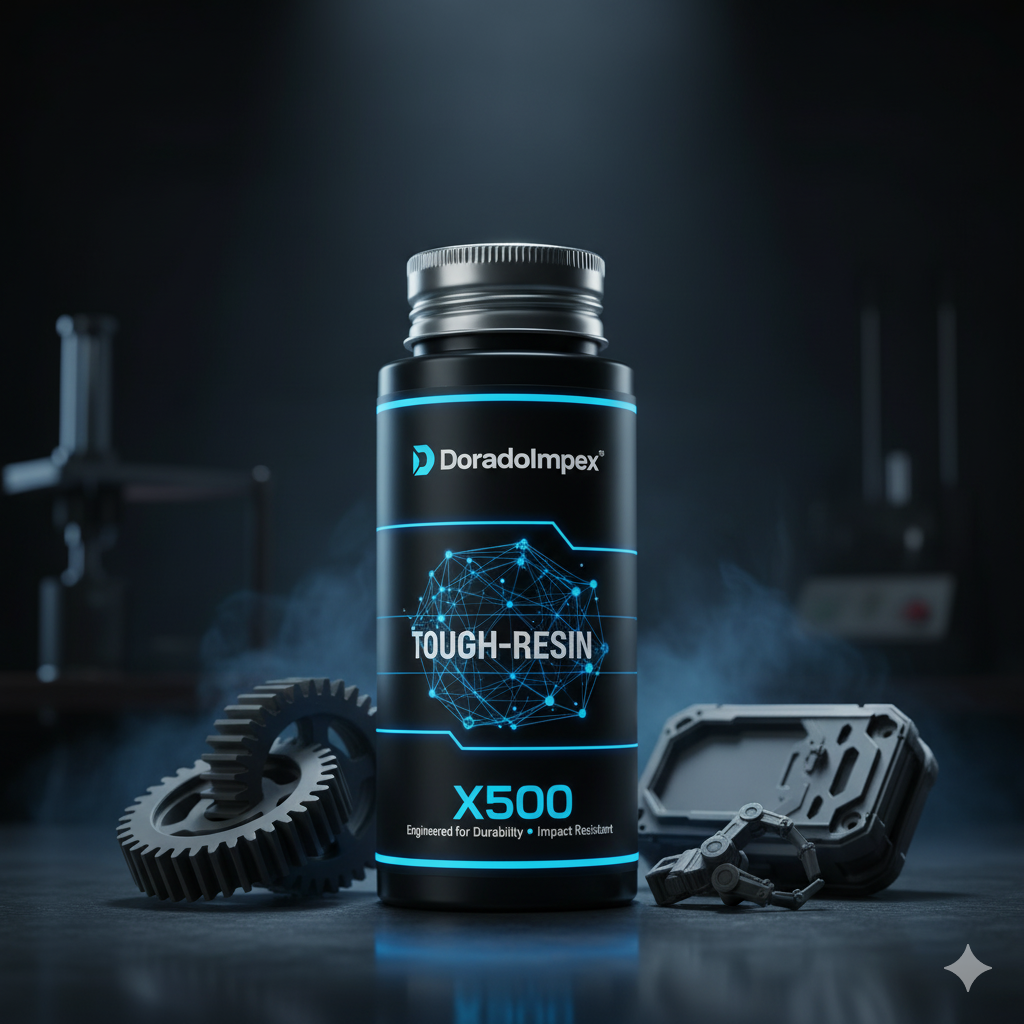 DoradoImpex®
TOUGH-RESIN
X500
Engineered for Durability • Impact Resistant